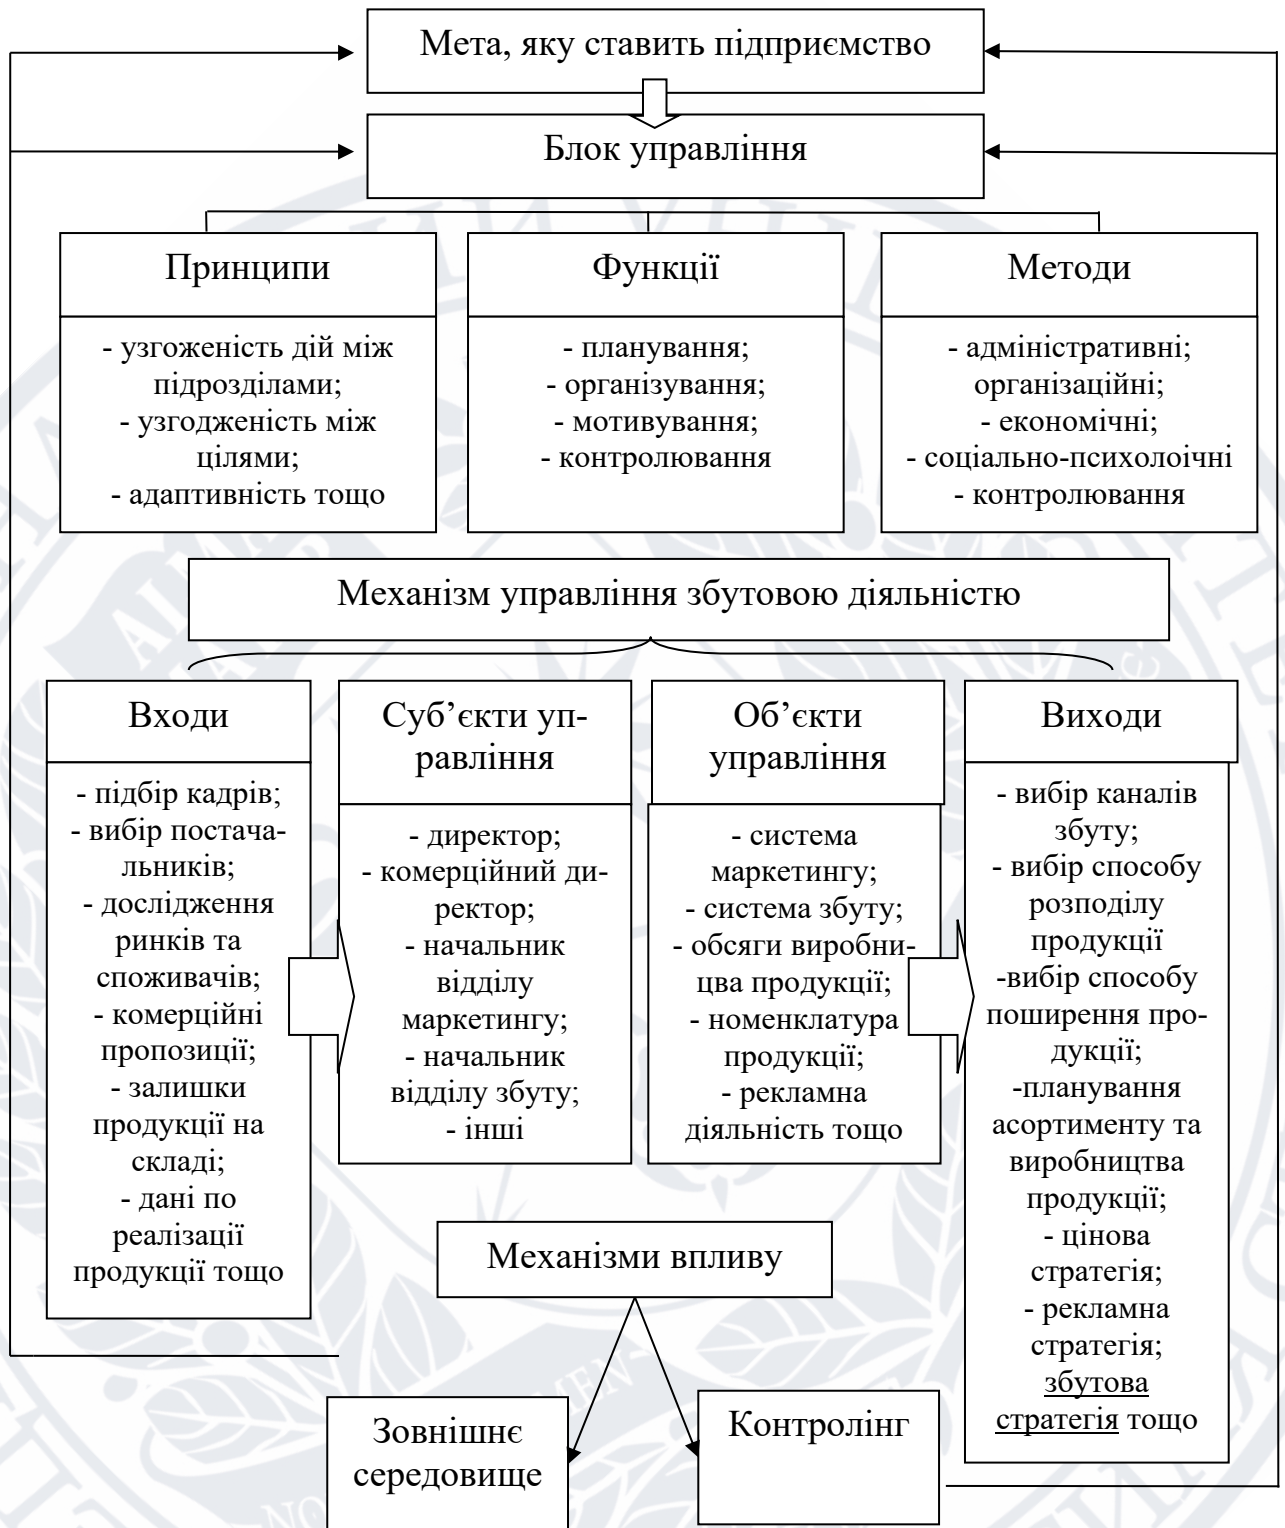 Мета, яку ставить підприємство
Блок управління
Принципи
- узгоженість дій між
підрозділами;
- узгодженість між
цілями;
- адаптивність тощо
Функції
- планування;
- організування;
- мотивування;
- контролювання
Методи
- адміністративні;
організаційні;
- економічні;
- соціально-психолоічні
- контролювання
Механізм управління збутовою діяльністю
Входи
- підбір кадрів;
- вибір постача-
льників;
- дослідження
ринків та
споживачів;
- комерційні
пропозиції;
- залишки
продукції на
складі;
- дані по
реалізації
продукції тощо
Суб’єкти уп-
равління
- директор;
- комерційний ди-
ректор;
- начальник
відділу
маркетингу;
- начальник
відділу збуту;
- інші
Об’єкти
управління
- система
маркетингу;
- система збуту;
- обсяги виробни-
цва продукції;
- номенклатура
продукції;
- рекламна
діяльність тощо
Виходи
- вибір каналів
збуту;
- вибір способу
розподілу
продукції
-вибір способу
поширення про-
дукції;
-планування
асортименту та
виробництва
продукції;
- цінова
стратегія;
- рекламна
стратегія;
збутова
стратегія тощо
Механізми впливу
Зовнішнє
середовище
Контролінг